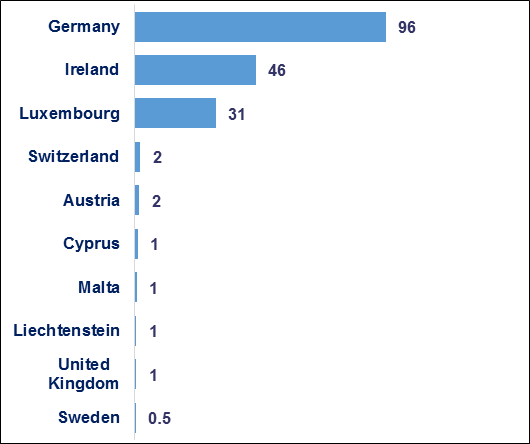 Germany 96
Ireland 46
Luxembourg 31
Switzerland 2
Austria 2
Cyprus 1
Malta 1
Liechtenstein 1
United
Kingdom 1
Sweden 0.5